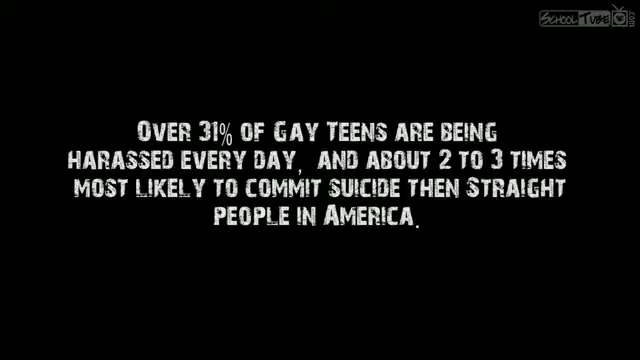 SCHOOLTUBE.com
OVER 31% OF GAY TEENS ARE BEING
HARASSED EVERY DAY, AND ABOUT 2 TO 3 TIMES
MOST LIKELY TO COMMIT SUICIDE THEN STRAIGHT
PEOPLE IN AMERICA.